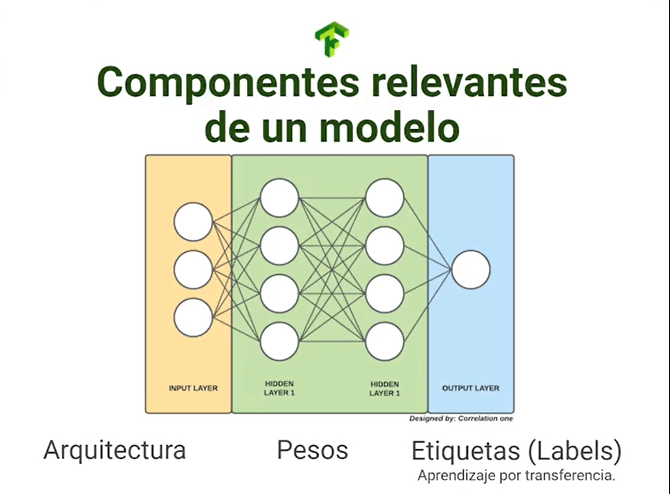 Componentes relevantes
de un modelo
INPUT LAYER
HIDDEN
LAYER 1
HIDDEN
LAYER 1
OUTPUT LAYER
Designed by: Correlation one
Arquitectura
Pesos
Etiquetas (Labels)
Aprendizaje por transferencia.